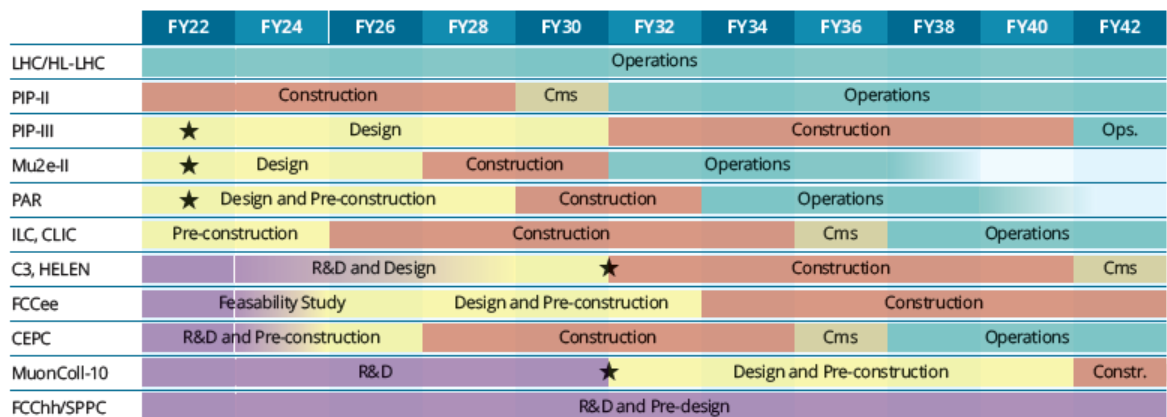 FY22 FY24 FY26 FY28 FY30 FY32 FY34 FY36 FY38 FY40 FY42
LHC/HL-LHC Operations
PIP-II Construction Cms Operations
PIP-III ★ Design Construction Ops.
Mu2e-II ★ Design Construction Operations
PAR ★ Design and Pre-construction Construction Operations
ILC, CLIC Pre-construction Construction Cms Operations
C3, HELEN R&D and Design ★ Construction Cms
FCCee Feasability Study Design and Pre-construction Construction
CEPC R&D and Pre-construction Construction Cms Operations
MuonColl-10 R&D ★ Design and Pre-construction Constr.
FCChh/SPPC R&D and Pre-design